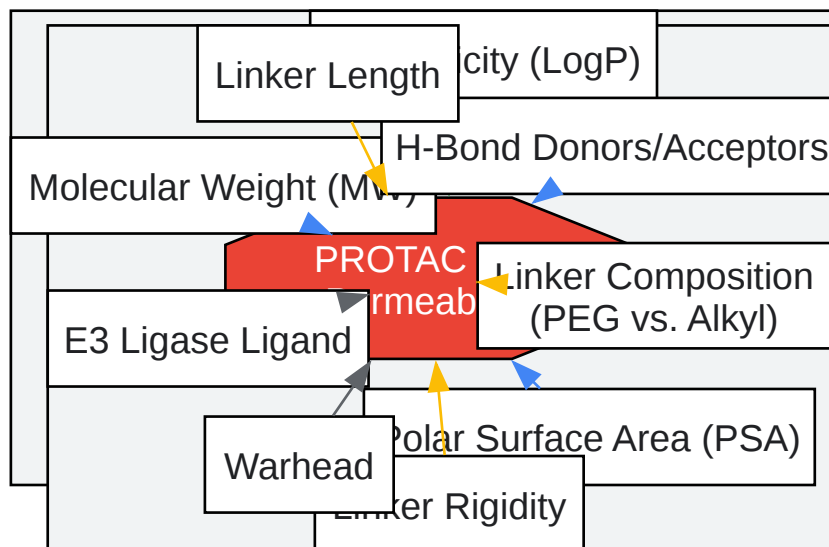 Linker Length
icity (LogP)
H-Bond Donors/Acceptors
Molecular Weight (MW)
PROTAC
Linker Composition
(PEG vs. Alkyl)
rmeab
E3 Ligase Ligand
Polar Surface Area (PSA)
Warhead
Linker Rigidity